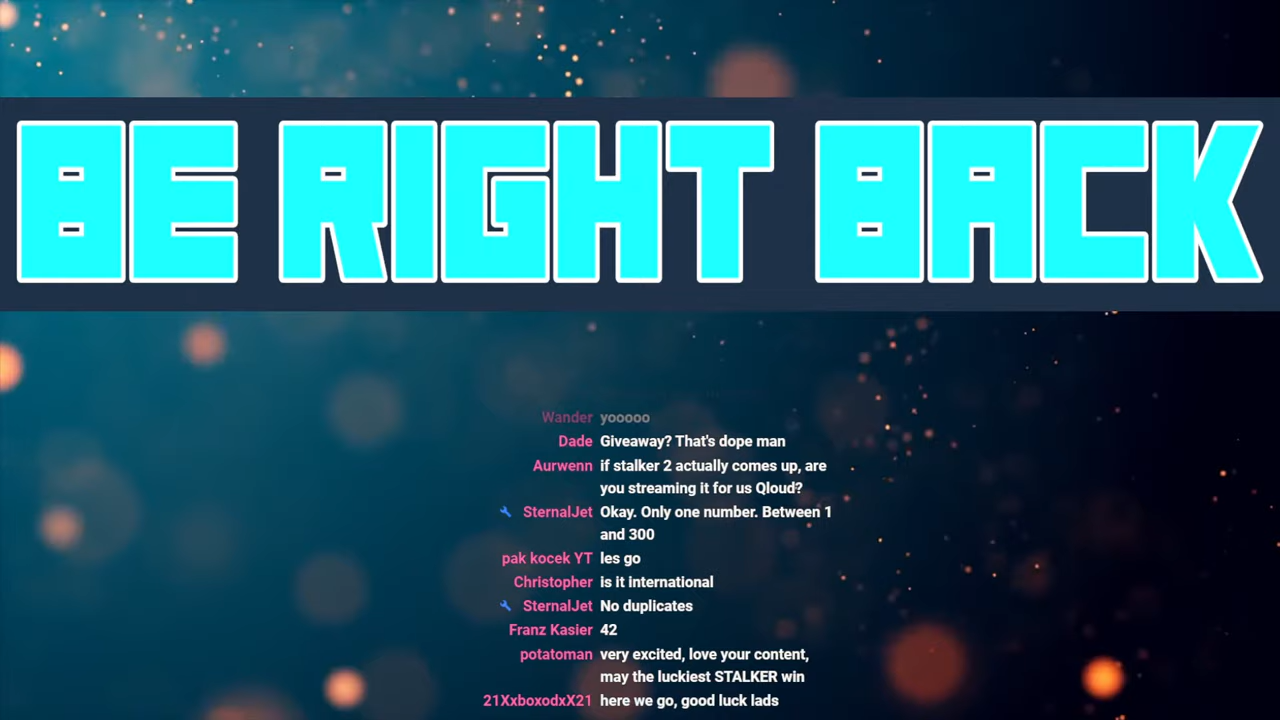 BE RIGHT BACK
Wander yooooo
Dade Giveaway? That's dope man
Aurwenn if stalker 2 actually comes up, are
you streaming it for us Qloud?
SternalJet Okay. Only one number. Between 1
and 300
pak kocek YT les go
Christopher is it international
SternalJet No duplicates
Franz Kasier 42
potatoman very excited, love your content,
may the luckiest STALKER win
21XxboxodxX21 here we go, good luck lads